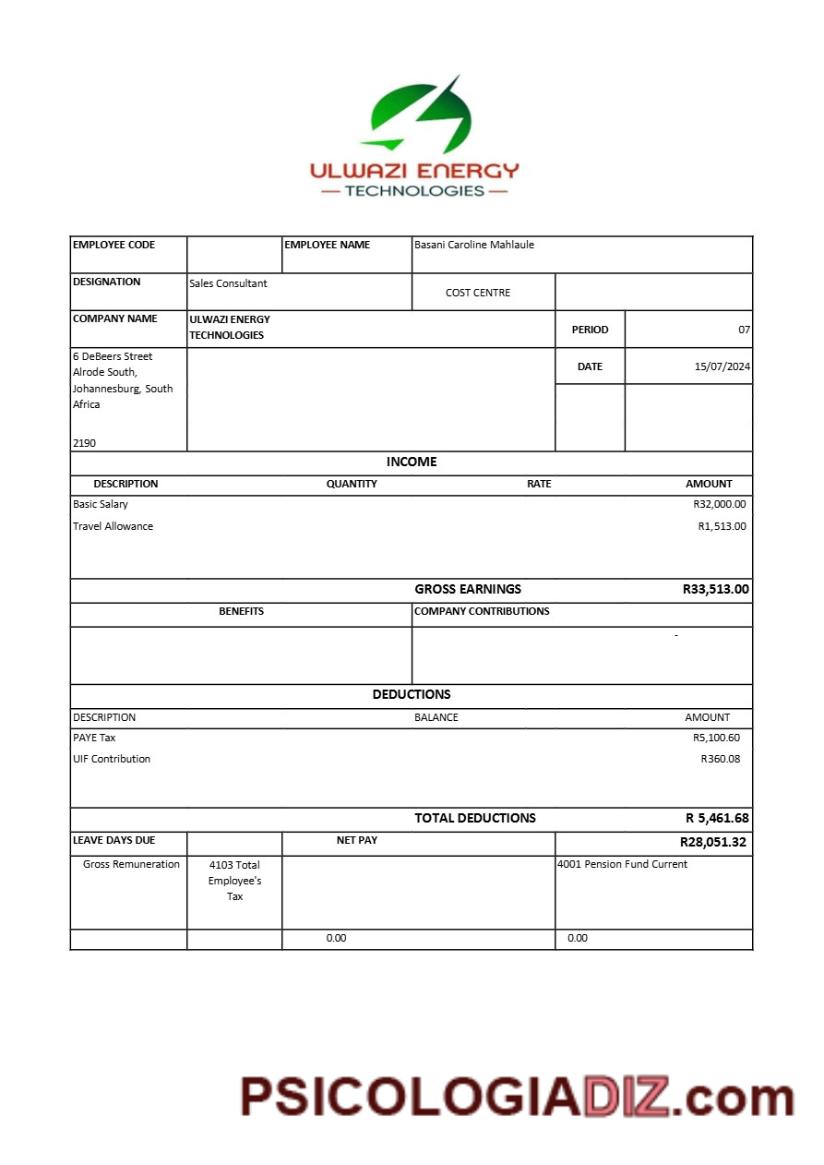 ULWAZI ENERGY
— TECHNOLOGIES —
EMPLOYEE CODE EMPLOYEE NAME Basani Caroline Mahlaule
DESIGNATION Sales Consultant COST CENTRE
COMPANY NAME ULWAZI ENERGY
TECHNOLOGIES
PERIOD 07
6 DeBeers Street
Alrode South,
Johannesburg, South
Africa
2190
DATE 15/07/2024
INCOME
DESCRIPTION QUANTITY RATE AMOUNT
Basic Salary R32,000.00
Travel Allowance R1,513.00
GROSS EARNINGS R33,513.00
BENEFITS COMPANY CONTRIBUTIONS
-
DEDUCTIONS
DESCRIPTION BALANCE AMOUNT
PAYE Tax R5,100.60
UIF Contribution R360.08
TOTAL DEDUCTIONS R 5,461.68
LEAVE DAYS DUE NET PAY R28,051.32
Gross Remuneration 4103 Total
Employee's
Tax
4001 Pension Fund Current
0.00 0.00
PSICOLOGIADIZ.com